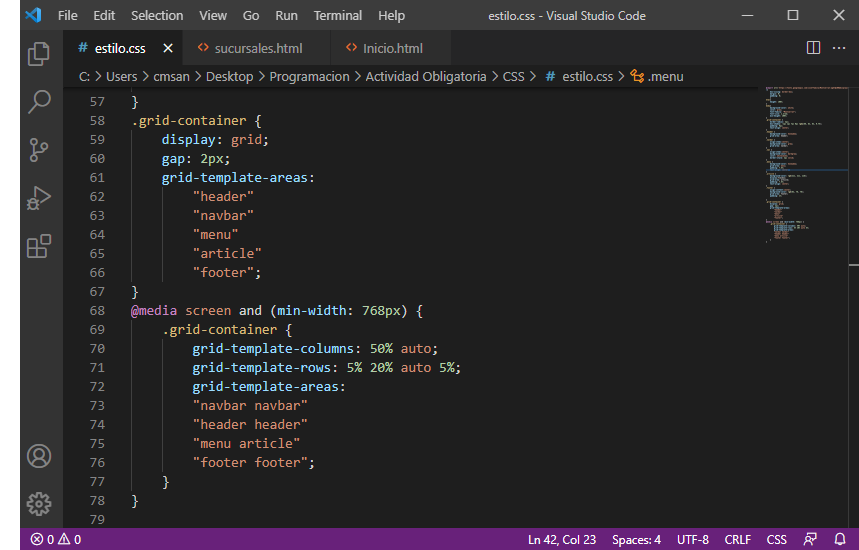 File Edit Selection View Go Run Terminal Help estilo.css - Visual Studio Code
# estilo.css sucursales.html Inicio.html
C: > Users > cmsan > Desktop > Programacion > Actividad Obligatoria > CSS > # estilo.css > .menu
57 }
58 .grid-container {
59 display: grid;
60 gap: 2px;
61 grid-template-areas:
62 "header"
63 "navbar"
64 "menu"
65 "article"
66 "footer";
67 }
68 @media screen and (min-width: 768px) {
69 .grid-container {
70 grid-template-columns: 50% auto;
71 grid-template-rows: 5% 20% auto 5%;
72 grid-template-areas:
73 "navbar navbar"
74 "header header"
75 "menu article"
76 "footer footer";
77 }
78 }
79
0 0 Ln 42, Col 23 Spaces: 4 UTF-8 CRLF CSS